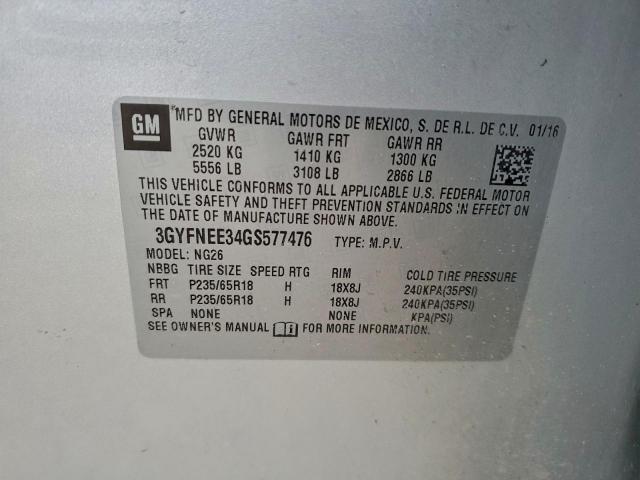 GM
*MFD BY GENERAL MOTORS DE MEXICO, S. DE R.L. DE C.V. 01/16
GVWR GAWR FRT GAWR RR
2520 KG 1410 KG 1300 KG
5556 LB 3108 LB 2866 LB
THIS VEHICLE CONFORMS TO ALL APPLICABLE U.S. FEDERAL MOTOR
VEHICLE SAFETY AND THEFT PREVENTION STANDARDS IN EFFECT ON THE
DATE OF MANUFACTURE SHOWN ABOVE.
3GYFNEE34GS577476 TYPE: M.P.V.
MODEL: NG26
NBBG TIRE SIZE SPEED RTG RIM COLD TIRE PRESSURE
FRT P235/65R18 H 18X8J 240KPA(35PSI)
RR P235/65R18 H 18X8J 240KPA(35PSI)
SPA NONE NONE KPA(PSI)
SEE OWNER'S MANUAL FOR MORE INFORMATION.